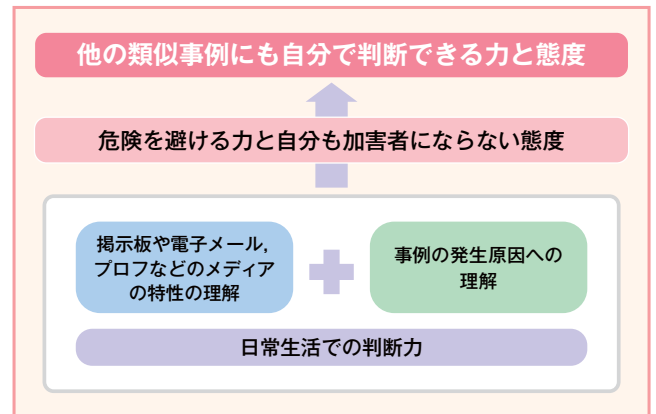 他の類似事例にも自分で判断できる力と態度
危険を避ける力と自分も加害者にならない態度
掲示板や電子メール,
プロフなどのメディア
の特性の理解
事例の発生原因への
理解
日常生活での判断力